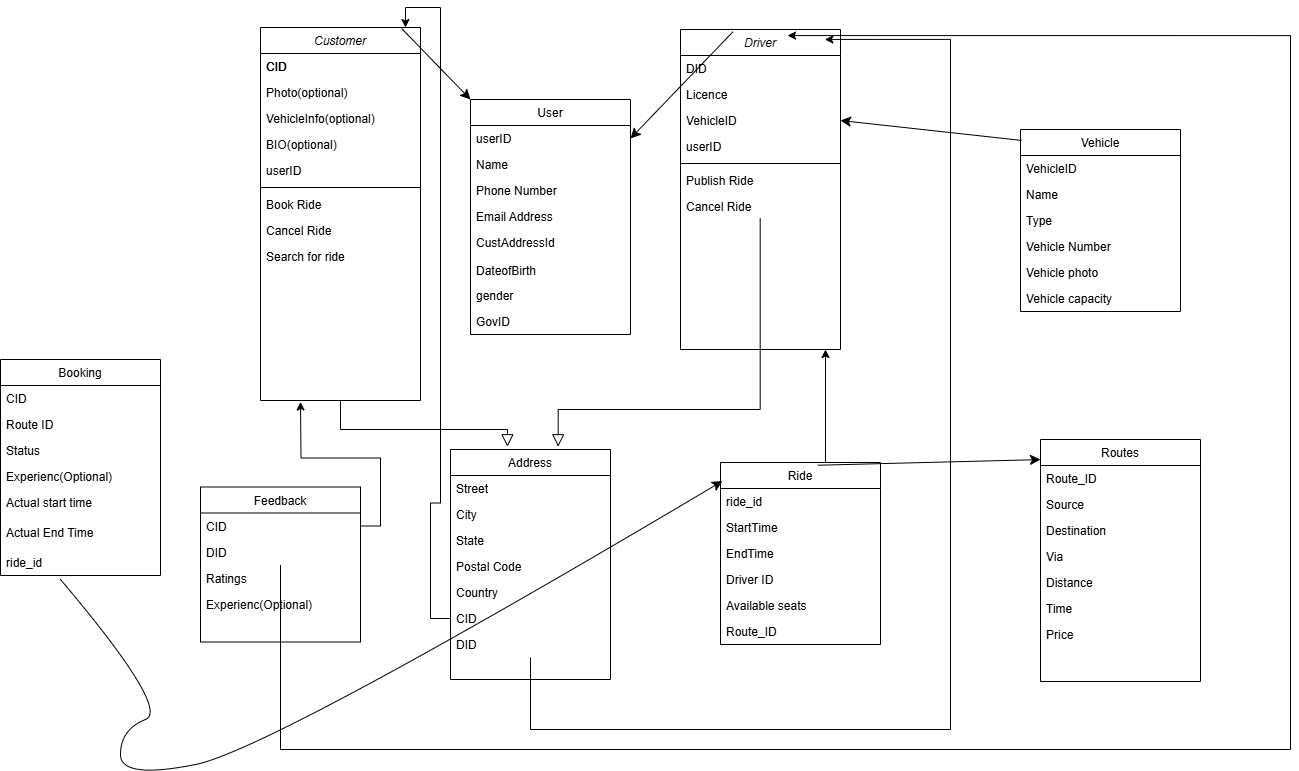 Customer
CID
Photo(optional)
VehicleInfo(optional)
BIO(optional)
userID
Book Ride
Cancel Ride
Search for ride
User
userID
Name
Phone Number
Email Address
CustAddressId
DateofBirth
gender
GovID
Driver
DID
Licence
VehicleID
userID
Publish Ride
Cancel Ride
Vehicle
VehicleID
Name
Type
Vehicle Number
Vehicle photo
Vehicle capacity
Booking
CID
Route ID
Status
Experienc(Optional)
Actual start time
Actual End Time
ride_id
Feedback
CID
DID
Ratings
Experienc(Optional)
Address
Street
City
State
Postal Code
Country
CID
DID
Ride
ride_id
StartTime
EndTime
Driver ID
Available seats
Route_ID
Routes
Route_ID
Source
Destination
Via
Distance
Time
Price